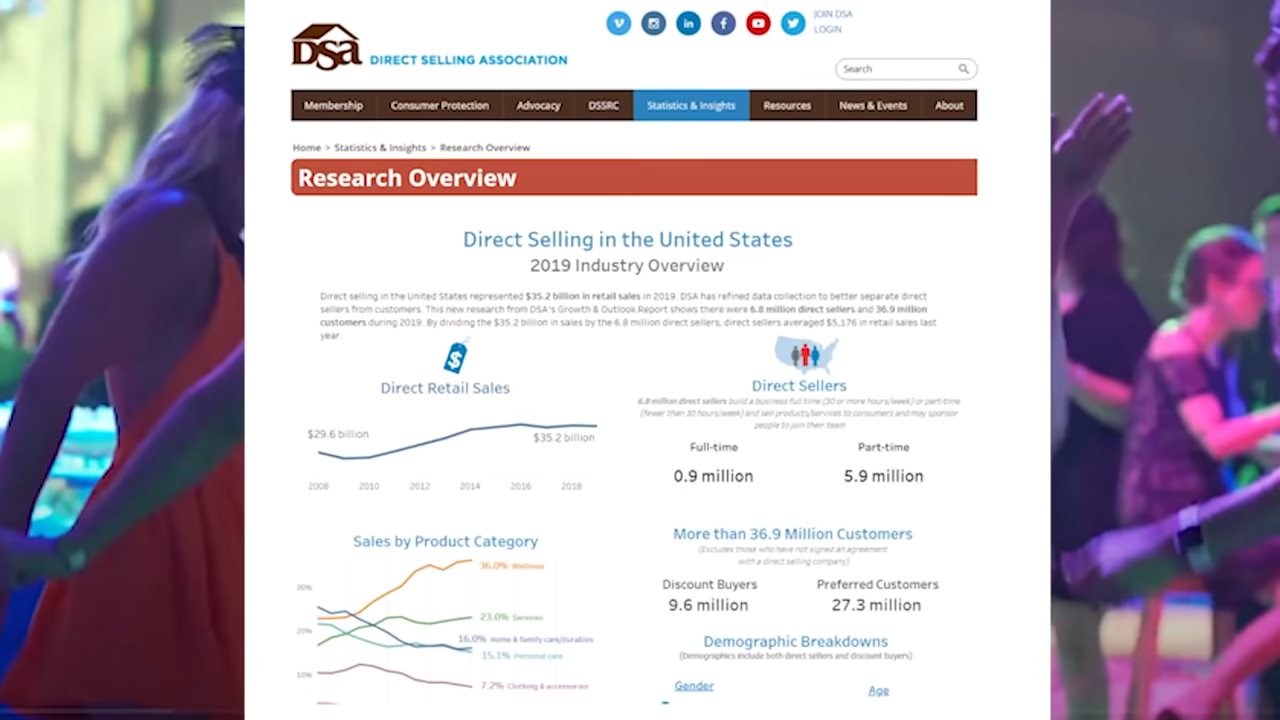 dsa DIRECT SELLING ASSOCIATION
JOIN DSA
LOGIN
Search
Membership Consumer Protection Advocacy DSSRC Statistics & Insights Resources News & Events About
Home > Statistics & Insights > Research Overview
Research Overview
Direct Selling in the United States
2019 Industry Overview
Direct selling in the United States represented $35.2 billion in retail sales in 2019. DSA has refined data collection to better separate direct
sellers from customers. This new research from DSA's Growth & Outlook Report shows there were 6.8 million direct sellers and 36.9 million
customers during 2019. By dividing the $35.2 billion in sales by the 6.8 million direct sellers, direct sellers averaged $5,176 in retail sales last
year
Direct Retail Sales
$29.6 billion
$35.2 billion
2008 2010 2012 2014 2016 2018
Direct Sellers
6.8 million direct sellers build a business full time (30 or more hours/week) or part-time
(fewer than 30 hours/week) and sell products/services to consumers and may sponsor
people to join their team
Full-time Part-time
0.9 million 5.9 million
Sales by Product Category
36.0% Wellness
30%
23.0% Services
20%
16.0% Home & family care/durables
15.1% Personal care
10%
7.2% Clothing & accessories
More than 36.9 Million Customers
(Excludes those who have not signed an agreement
with a direct selling company)
Discount Buyers Preferred Customers
9.6 million 27.3 million
Demographic Breakdowns
(Demographics include both direct sellers and discount buyers)
Gender Age